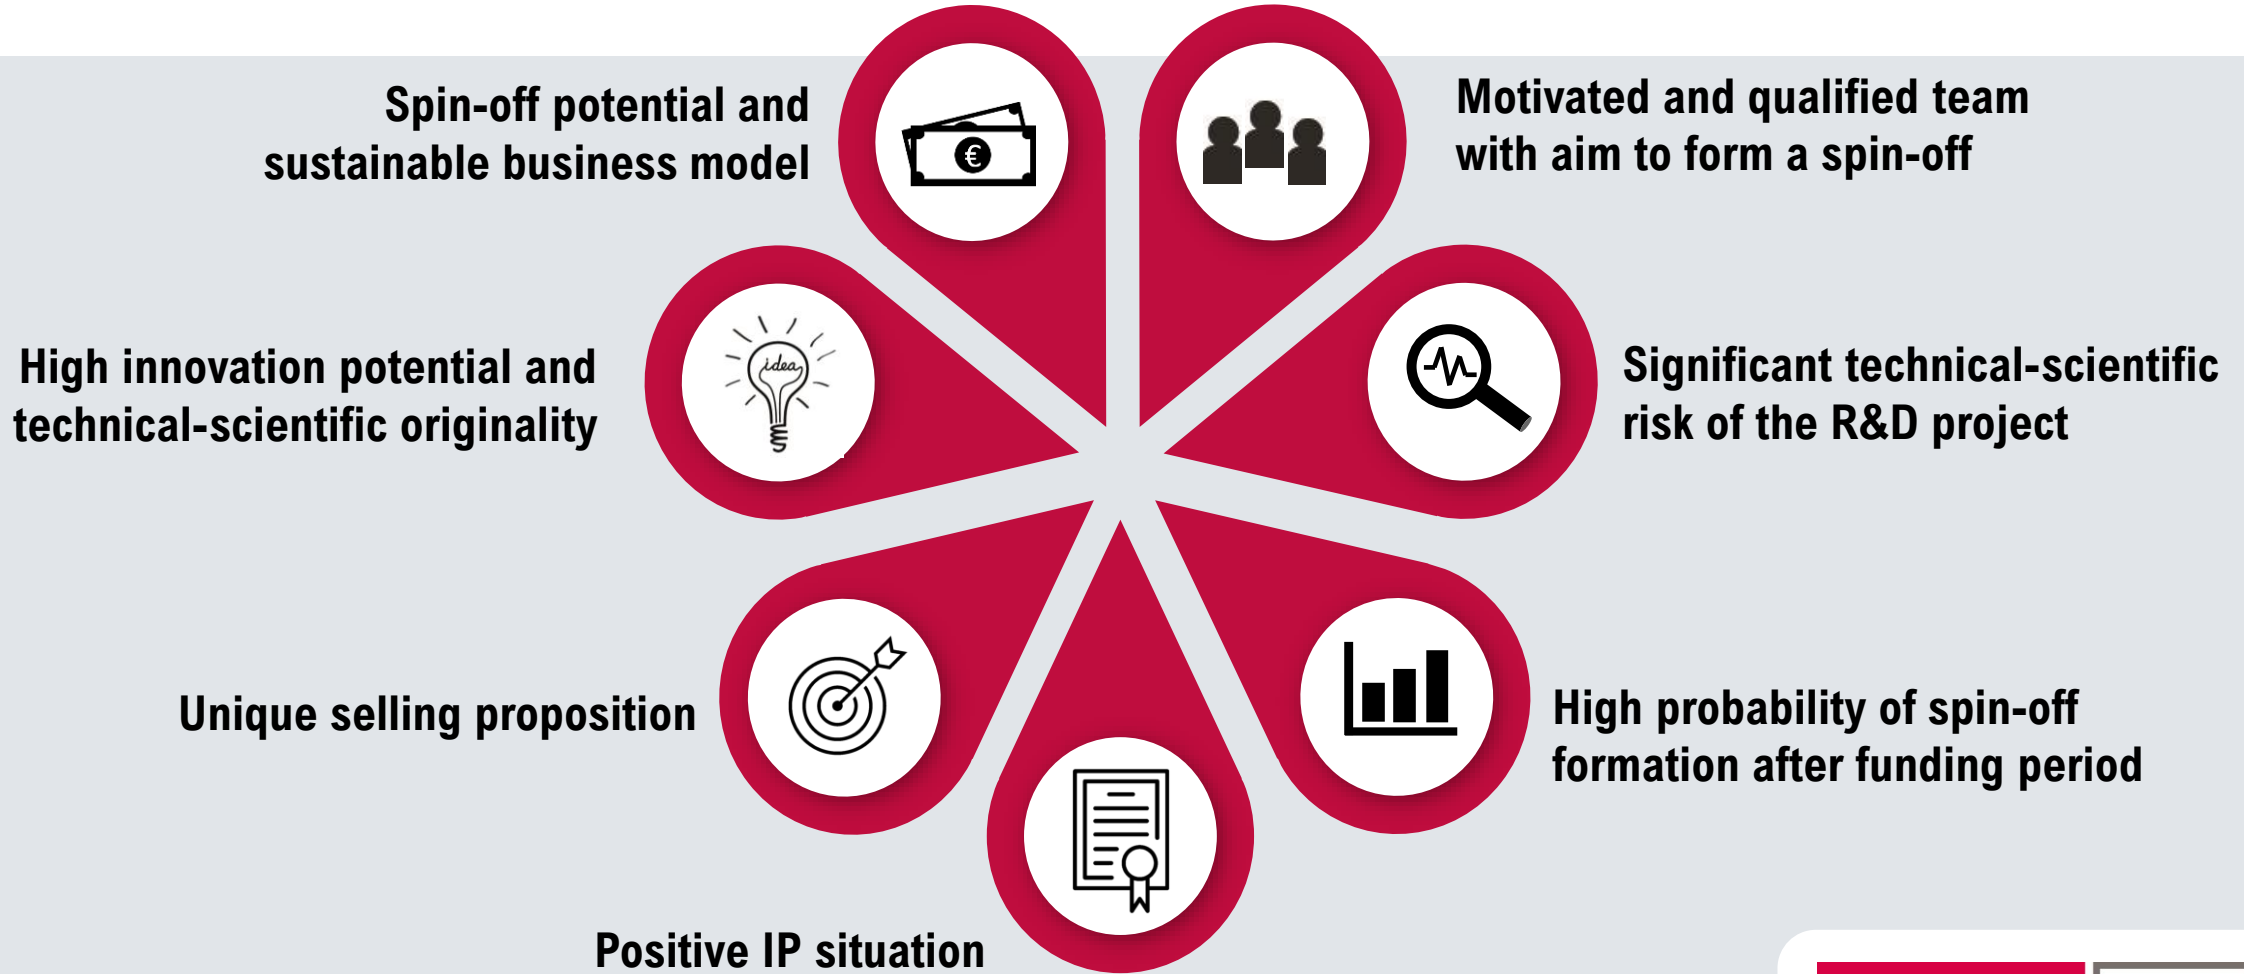 Spin-off potential and
sustainable business model
€
Motivated and qualified team
with aim to form a spin-off
High innovation potential and
technical-scientific originality
idea
Significant technical-scientific
risk of the R&D project
Unique selling proposition
High probability of spin-off
formation after funding period
Positive IP situation